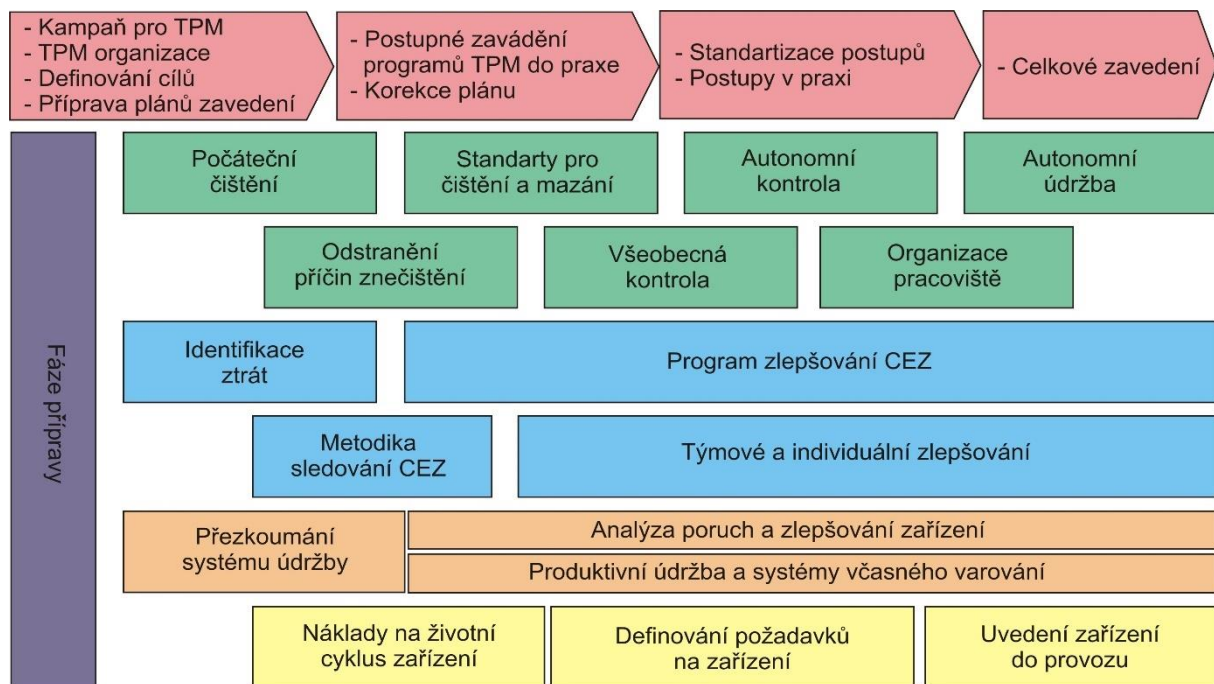 - Kampaň pro TPM
- TPM organizace
- Definování cílů
- Příprava plánů zavedení
- Postupné zavádění
programů TPM do praxe
- Korekce plánu
- Standartizace postupů
- Postupy v praxi
- Celkové zavedení
Fáze přípravy
Počáteční
čištění
Standarty pro
čištění a mazání
Autonomní
kontrola
Autonomní
údržba
Odstranění
příčin znečištění
Všeobecná
kontrola
Organizace
pracoviště
Identifikace
ztrát
Program zlepšování CEZ
Metodika
sledování CEZ
Týmové a individuální zlepšování
Přezkoumání
systému údržby
Analýza poruch a zlepšování zařízení
Produktivní údržba a systémy včasného varování
Náklady na životní
cyklus zařízení
Definování požadavků
na zařízení
Uvedení zařízení
do provozu